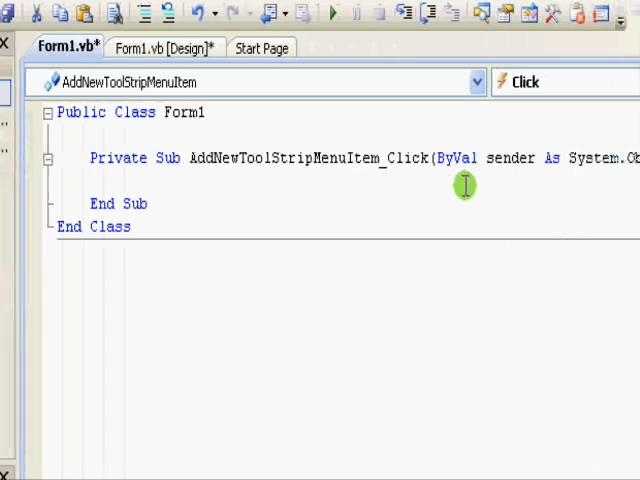 Form1.vb* Form1.vb [Design]* Start Page
AddNewToolStripMenuItem Click
Public Class Form1
Private Sub AddNewToolStripMenuItem_Click(ByVal sender As System.Ob
End Sub
End Class